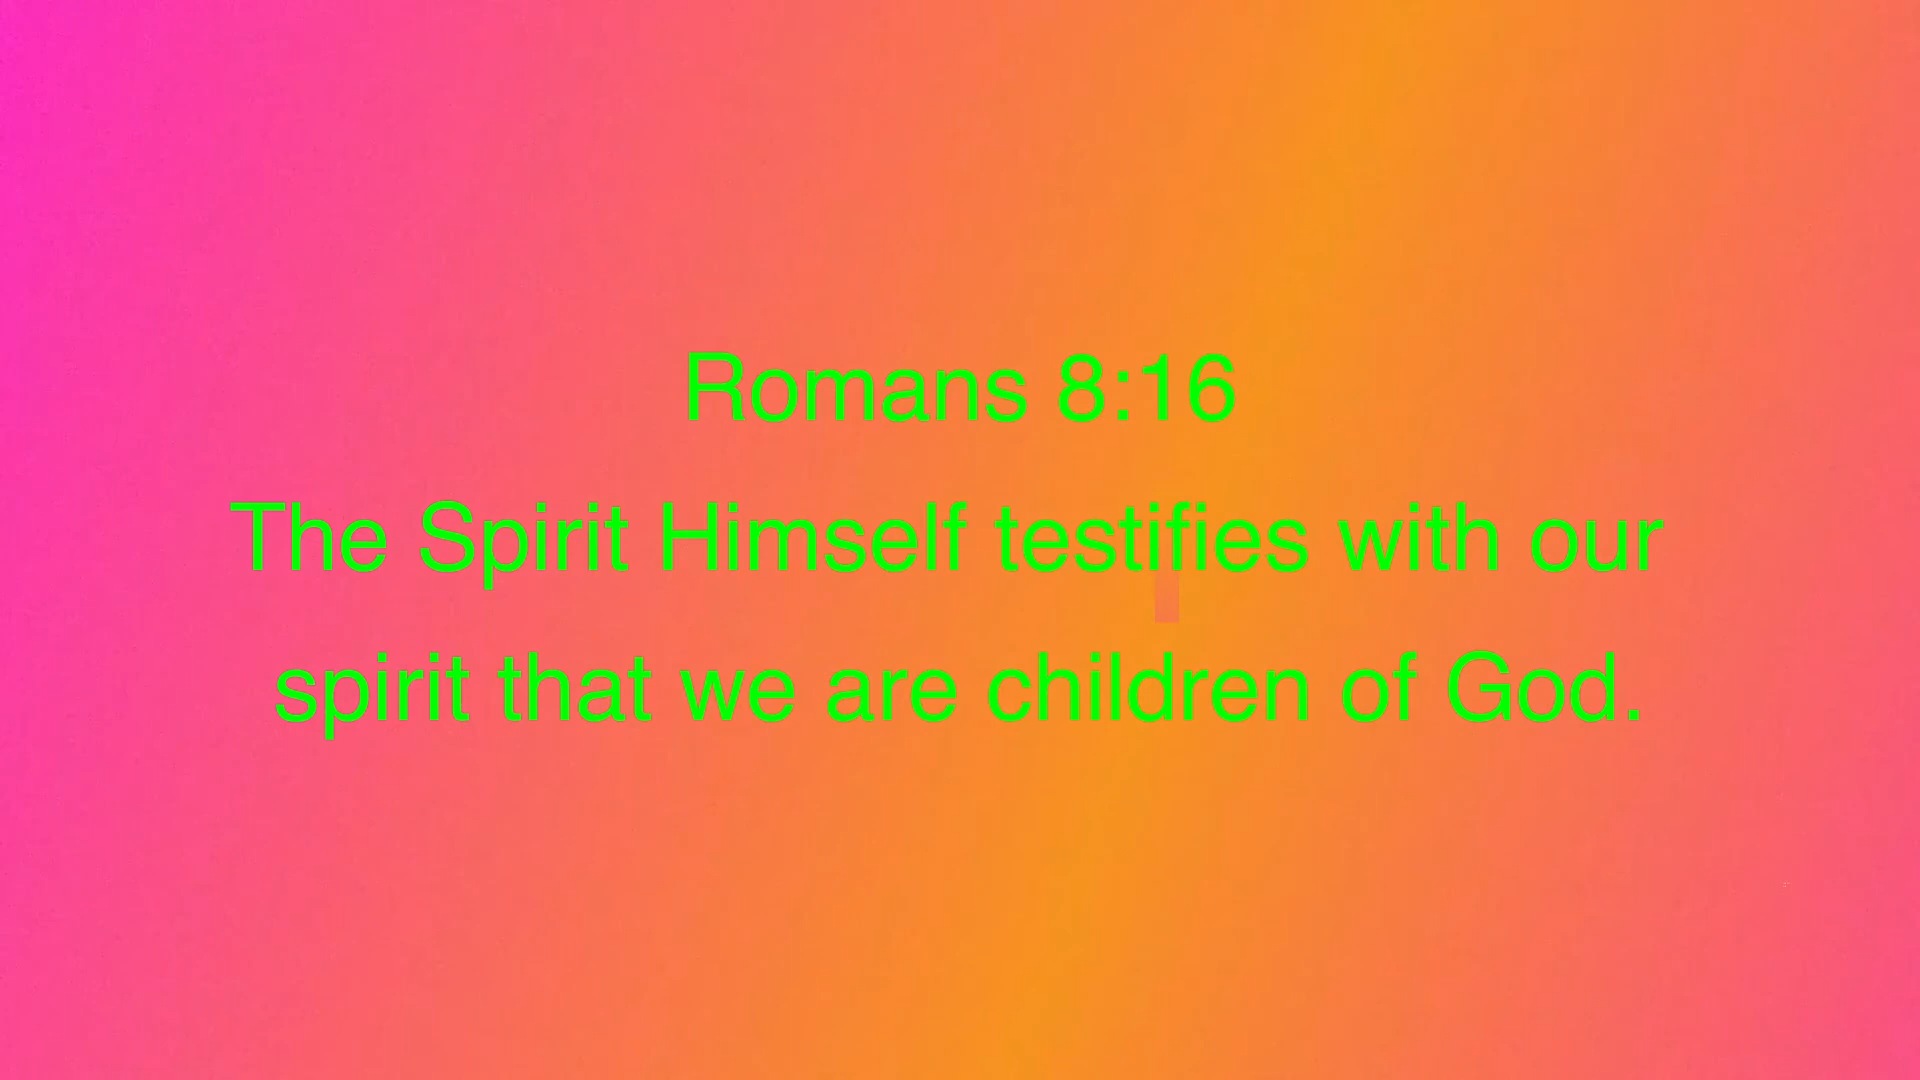 Romans 8:16
The Spirit Himself testifies with our
spirit that we are children of God.